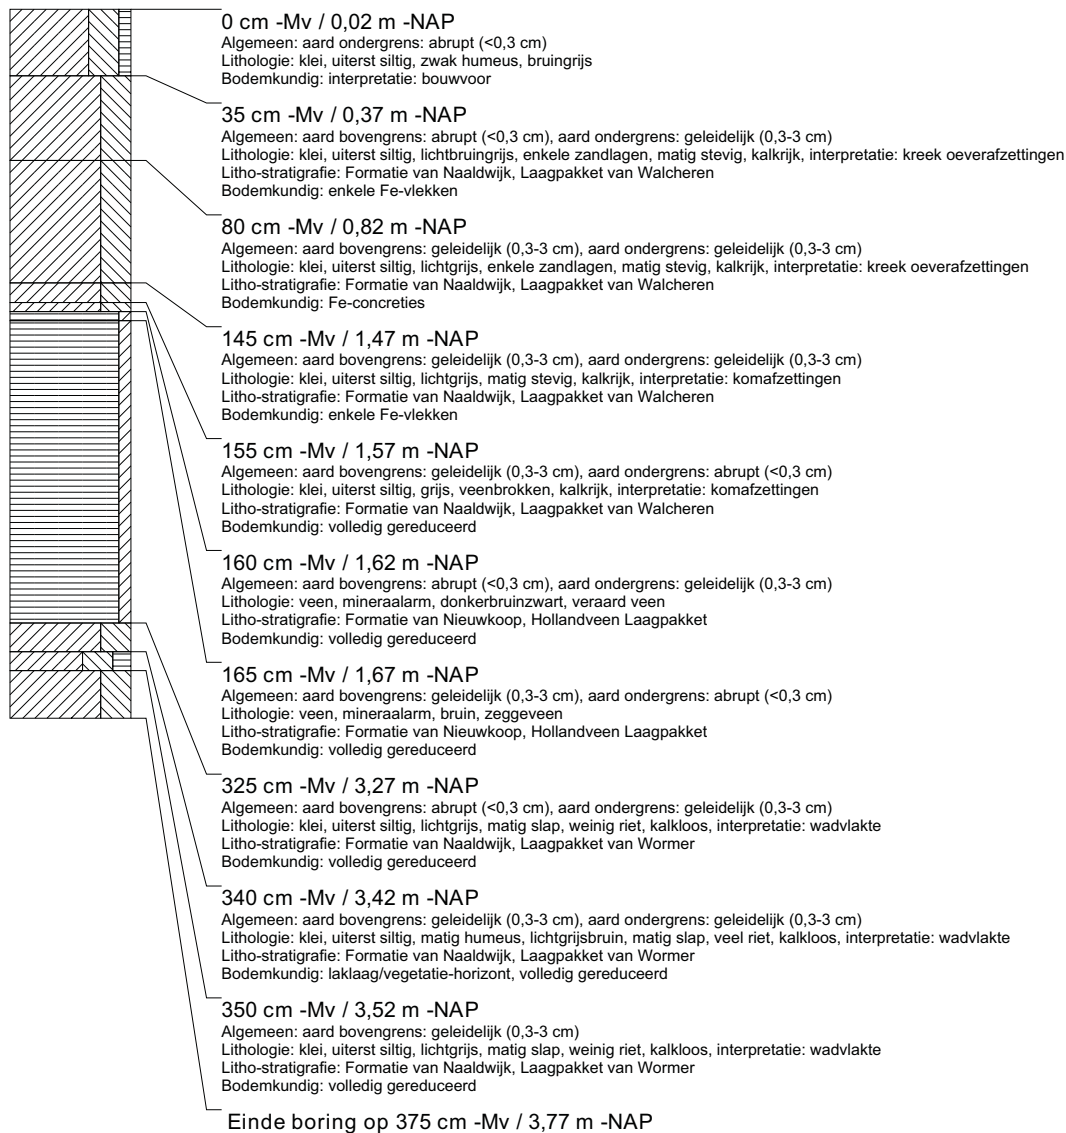 0 cm -Mv / 0,02 m -NAP
Algemeen: aard ondergrens: abrupt (<0,3 cm)
Lithologie: klei, uiterst siltig, zwak humeus, bruingrijs
Bodemkundig: interpretatie: bouwvoor
35 cm -Mv / 0,37 m -NAP
Algemeen: aard bovengrens: abrupt (<0,3 cm), aard ondergrens: geleidelijk (0,3-3 cm)
Lithologie: klei, uiterst siltig, lichtbruingrijs, enkele zandlagen, matig stevig, kalkrijk, interpretatie: kreek oeverafzettingen
Litho-stratigrafie: Formatie van Naaldwijk, Laagpakket van Walcheren
Bodemkundig: enkele Fe-vlekken
80 cm -Mv / 0,82 m -NAP
Algemeen: aard bovengrens: geleidelijk (0,3-3 cm), aard ondergrens: geleidelijk (0,3-3 cm)
Lithologie: klei, uiterst siltig, lichtgrijs, enkele zandlagen, matig stevig, kalkrijk, interpretatie: kreek oeverafzettingen
Litho-stratigrafie: Formatie van Naaldwijk, Laagpakket van Walcheren
Bodemkundig: Fe-concreties
145 cm -Mv / 1,47 m -NAP
Algemeen: aard bovengrens: geleidelijk (0,3-3 cm), aard ondergrens: geleidelijk (0,3-3 cm)
Lithologie: klei, uiterst siltig, lichtgrijs, matig stevig, kalkrijk, interpretatie: komafzettingen
Litho-stratigrafie: Formatie van Naaldwijk, Laagpakket van Walcheren
Bodemkundig: enkele Fe-vlekken
155 cm -Mv / 1,57 m -NAP
Algemeen: aard bovengrens: geleidelijk (0,3-3 cm), aard ondergrens: abrupt (<0,3 cm)
Lithologie: klei, uiterst siltig, grijs, veenbrokken, kalkrijk, interpretatie: komafzettingen
Litho-stratigrafie: Formatie van Naaldwijk, Laagpakket van Walcheren
Bodemkundig: volledig gereduceerd
160 cm -Mv / 1,62 m -NAP
Algemeen: aard bovengrens: abrupt (<0,3 cm), aard ondergrens: geleidelijk (0,3-3 cm)
Lithologie: veen, mineraalarm, donkerbruinzwart, veraard veen
Litho-stratigrafie: Formatie van Nieuwkoop, Hollandveen Laagpakket
Bodemkundig: volledig gereduceerd
165 cm -Mv / 1,67 m -NAP
Algemeen: aard bovengrens: geleidelijk (0,3-3 cm), aard ondergrens: abrupt (<0,3 cm)
Lithologie: veen, mineraalarm, bruin, zeggeveen
Litho-stratigrafie: Formatie van Nieuwkoop, Hollandveen Laagpakket
Bodemkundig: volledig gereduceerd
325 cm -Mv / 3,27 m -NAP
Algemeen: aard bovengrens: abrupt (<0,3 cm), aard ondergrens: geleidelijk (0,3-3 cm)
Lithologie: klei, uiterst siltig, lichtgrijs, matig slap, weinig riet, kalkloos, interpretatie: wadvlakte
Litho-stratigrafie: Formatie van Naaldwijk, Laagpakket van Wormer
Bodemkundig: volledig gereduceerd
340 cm -Mv / 3,42 m -NAP
Algemeen: aard bovengrens: geleidelijk (0,3-3 cm), aard ondergrens: geleidelijk (0,3-3 cm)
Lithologie: klei, uiterst siltig, matig humeus, lichtgrijsbruin, matig slap, veel riet, kalkloos, interpretatie: wadvlakte
Litho-stratigrafie: Formatie van Naaldwijk, Laagpakket van Wormer
Bodemkundig: laklaag/vegetatie-horizont, volledig gereduceerd
350 cm -Mv / 3,52 m -NAP
Algemeen: aard bovengrens: geleidelijk (0,3-3 cm)
Lithologie: klei, uiterst siltig, lichtgrijs, matig slap, weinig riet, kalkloos, interpretatie: wadvlakte
Litho-stratigrafie: Formatie van Naaldwijk, Laagpakket van Wormer
Bodemkundig: volledig gereduceerd
Einde boring op 375 cm -Mv / 3,77 m -NAP